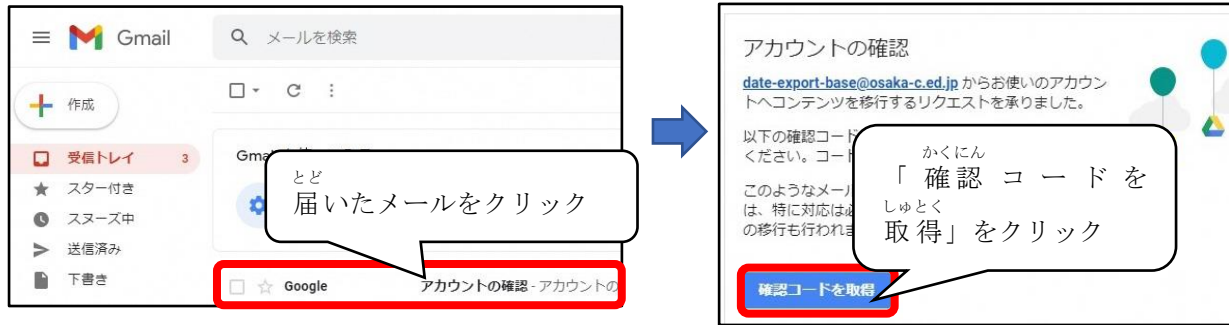 Gmail
メールを検索
作成
受信トレイ 3
スター付き
スヌーズ中
送信済み
下書き
Gma
とど
届いたメールをクリック
Google アカウントの確認 - アカウントの
アカウントの確認
date-export-base@osaka-c.ed.jp からお使いのアカウン
トへコンテンツを移行するリクエストを承りました。
以下の確認コード
ください。コード
このようなメール
は、特に対応は
の移行も行われま
かくにん
「確認コードを
しゅとく
取得」をクリック
確認コードを取得